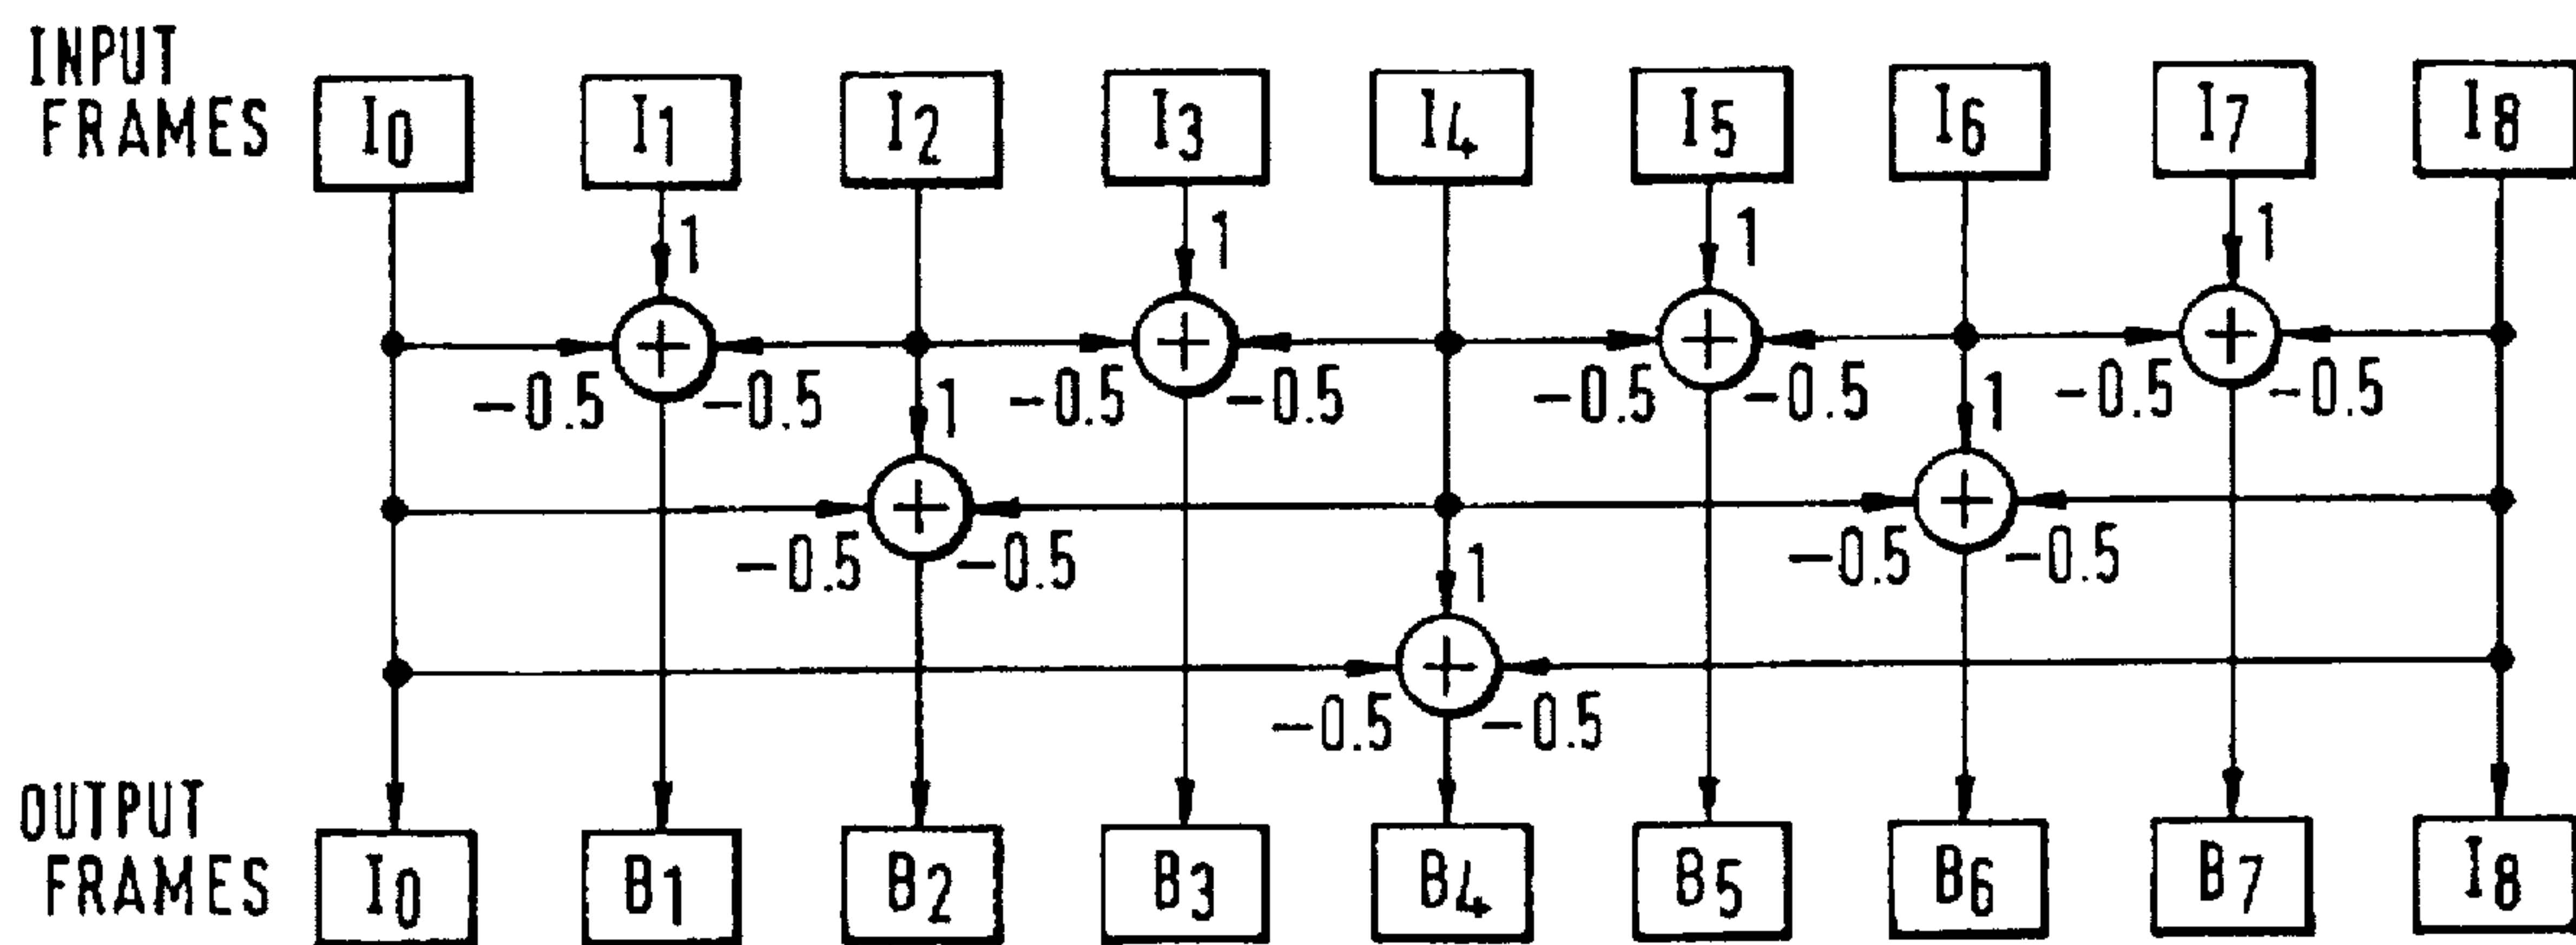 INPUT
FRAMES
I0 I1 I2 I3 I4 I5 I6 I7 I8
1 1 1 1
+ + + +
-0.5 -0.5 -0.5 -0.5 -0.5 -0.5 -0.5 -0.5
1 1
+ +
-0.5 -0.5 -0.5 -0.5
1
+
-0.5 -0.5
OUTPUT
FRAMES
I0 B1 B2 B3 B4 B5 B6 B7 I8